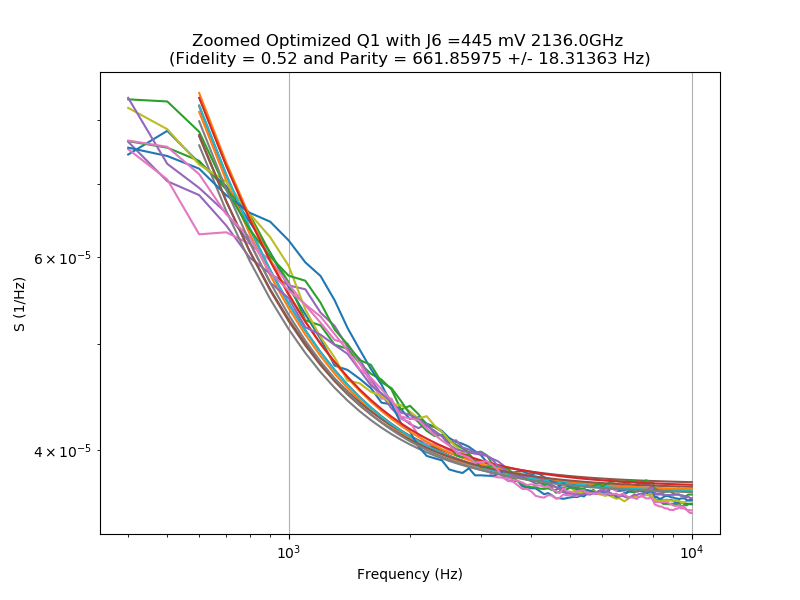 Zoomed Optimized Q1 with J6 =445 mV 2136.0GHz
(Fidelity = 0.52 and Parity = 661.85975 +/- 18.31363 Hz)
S (1/Hz)
6 × 10⁻⁵
4 × 10⁻⁵
10³ 10⁴
Frequency (Hz)